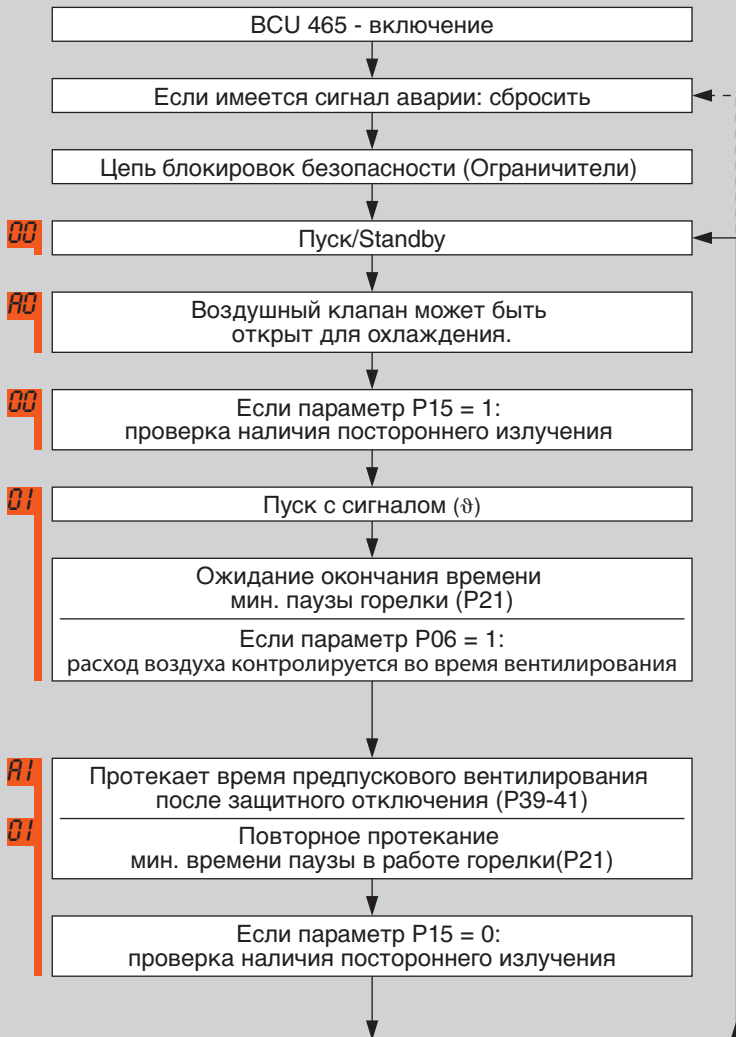 BCU 465 - включение
Если имеется сигнал аварии: сбросить
Цепь блокировок безопасности (Ограничители)
00
Пуск/Standby
A0
Воздушный клапан может быть
открыт для охлаждения.
00
Если параметр P15 = 1:
проверка наличия постороннего излучения
01
Пуск с сигналом (ϑ)
Ожидание окончания времени
мин. паузы горелки (P21)
Если параметр P06 = 1:
расход воздуха контролируется во время вентилирования
A1
Протекает время предпускового вентилирования
после защитного отключения (P39-41)
01
Повторное протекание
мин. времени паузы в работе горелки(P21)
Если параметр P15 = 0:
проверка наличия постороннего излучения